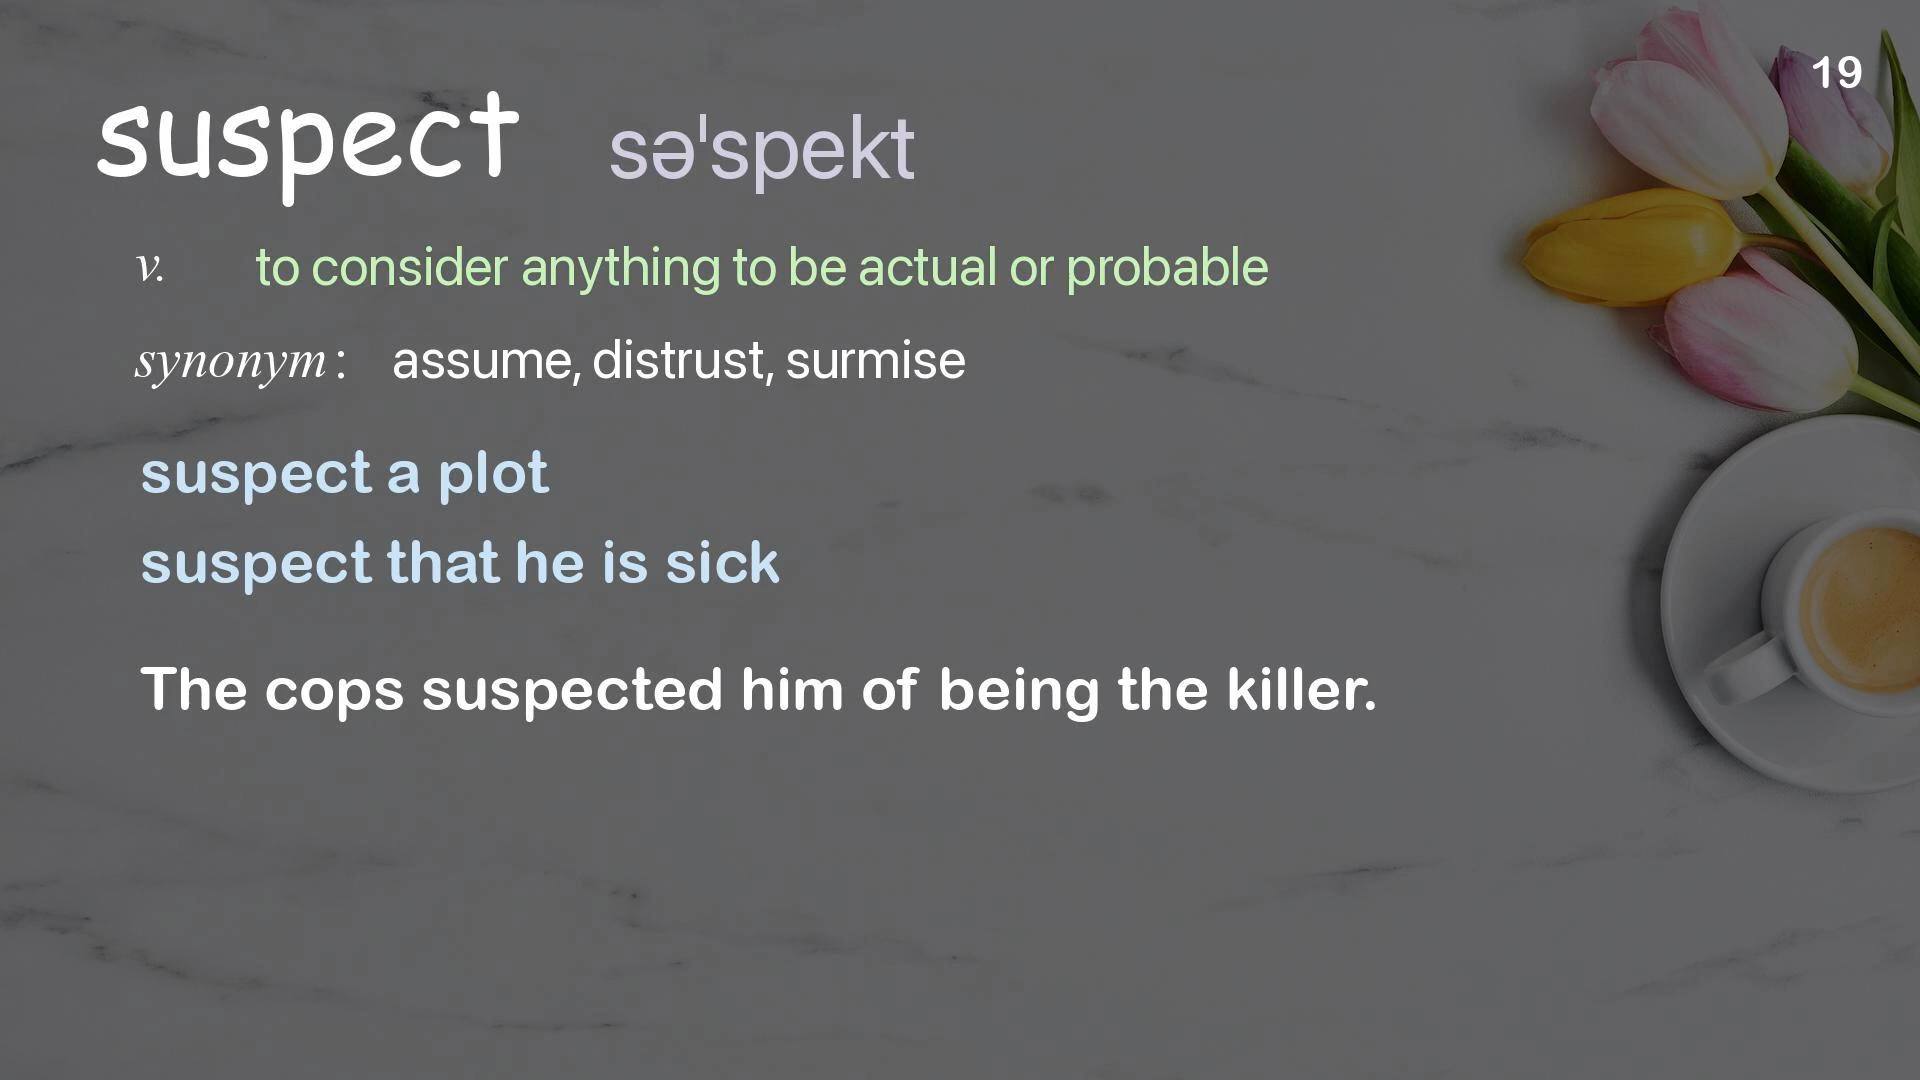 19
suspect səˈspekt
v. to consider anything to be actual or probable
synonym: assume, distrust, surmise
suspect a plot
suspect that he is sick
The cops suspected him of being the killer.